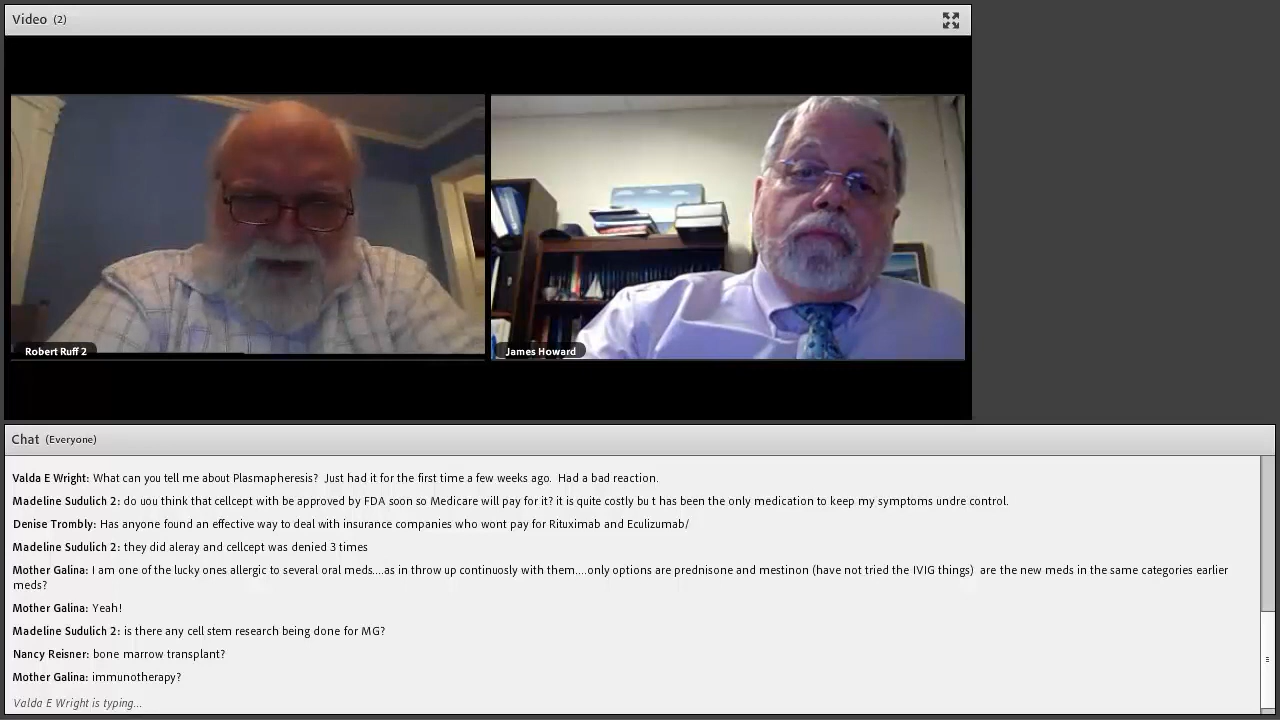 Video (2)
Robert Ruff 2
James Howard
Chat (Everyone)
Valda E Wright: What can you tell me about Plasmapheresis?  Just had it for the first time a few weeks ago.  Had a bad reaction.
Madeline Sudulich 2: do uou think that cellcept with be approved by FDA soon so Medicare will pay for it? it is quite costly bu t has been the only medication to keep my symptoms undre control.
Denise Trombly: Has anyone found an effective way to deal with insurance companies who wont pay for Rituximab and Eculizumab/
Madeline Sudulich 2: they did aleray and cellcept was denied 3 times
Mother Galina: I am one of the lucky ones allergic to several oral meds....as in throw up continuosly with them....only options are prednisone and mestinon (have not tried the IVIG things)  are the new meds in the same categories earlier
meds?
Mother Galina: Yeah!
Madeline Sudulich 2: is there any cell stem research being done for MG?
Nancy Reisner: bone marrow transplant?
Mother Galina: immunotherapy?
Valda E Wright is typing...